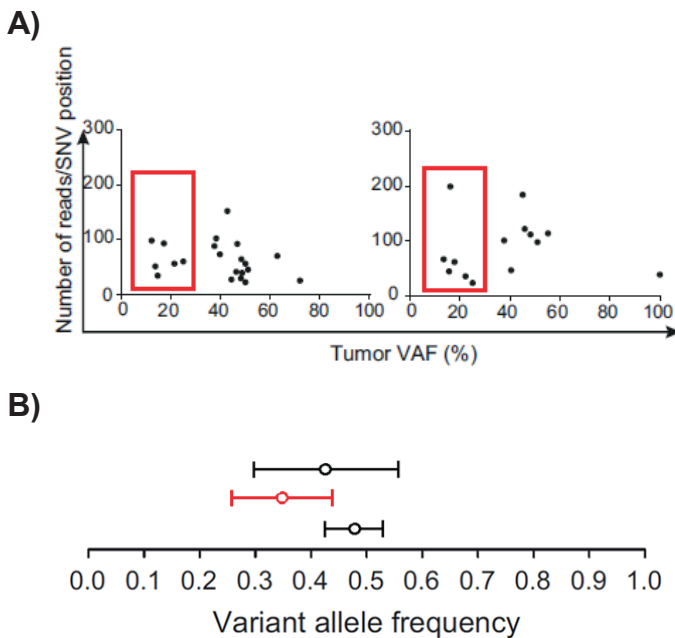 A)
Number of reads/SNV position
300
200
100
0
0 20 40 60 80 100
300
200
100
0
0 20 40 60 80 100
Tumor VAF (%)
B)
0.0 0.1 0.2 0.3 0.4 0.5 0.6 0.7 0.8 0.9 1.0
Variant allele frequency